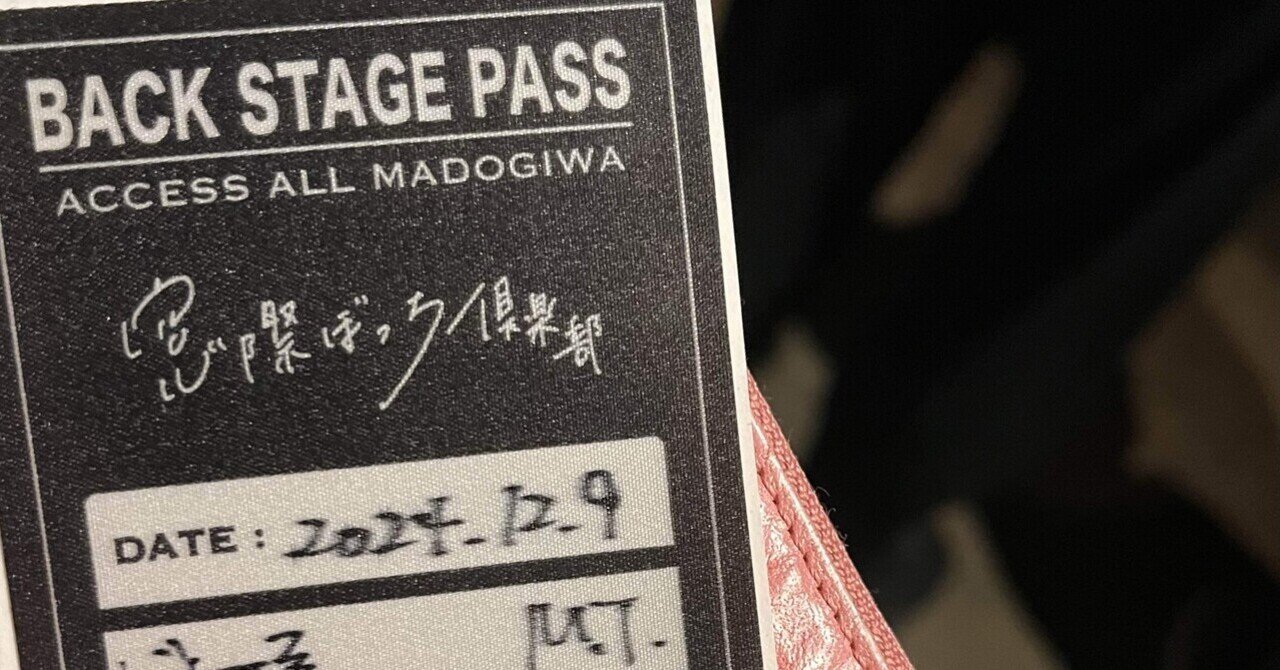 BACK STAGE PASS
ACCESS ALL MADOGIWA
窓際ぼっち倶楽部
DATE : 2024.12.9